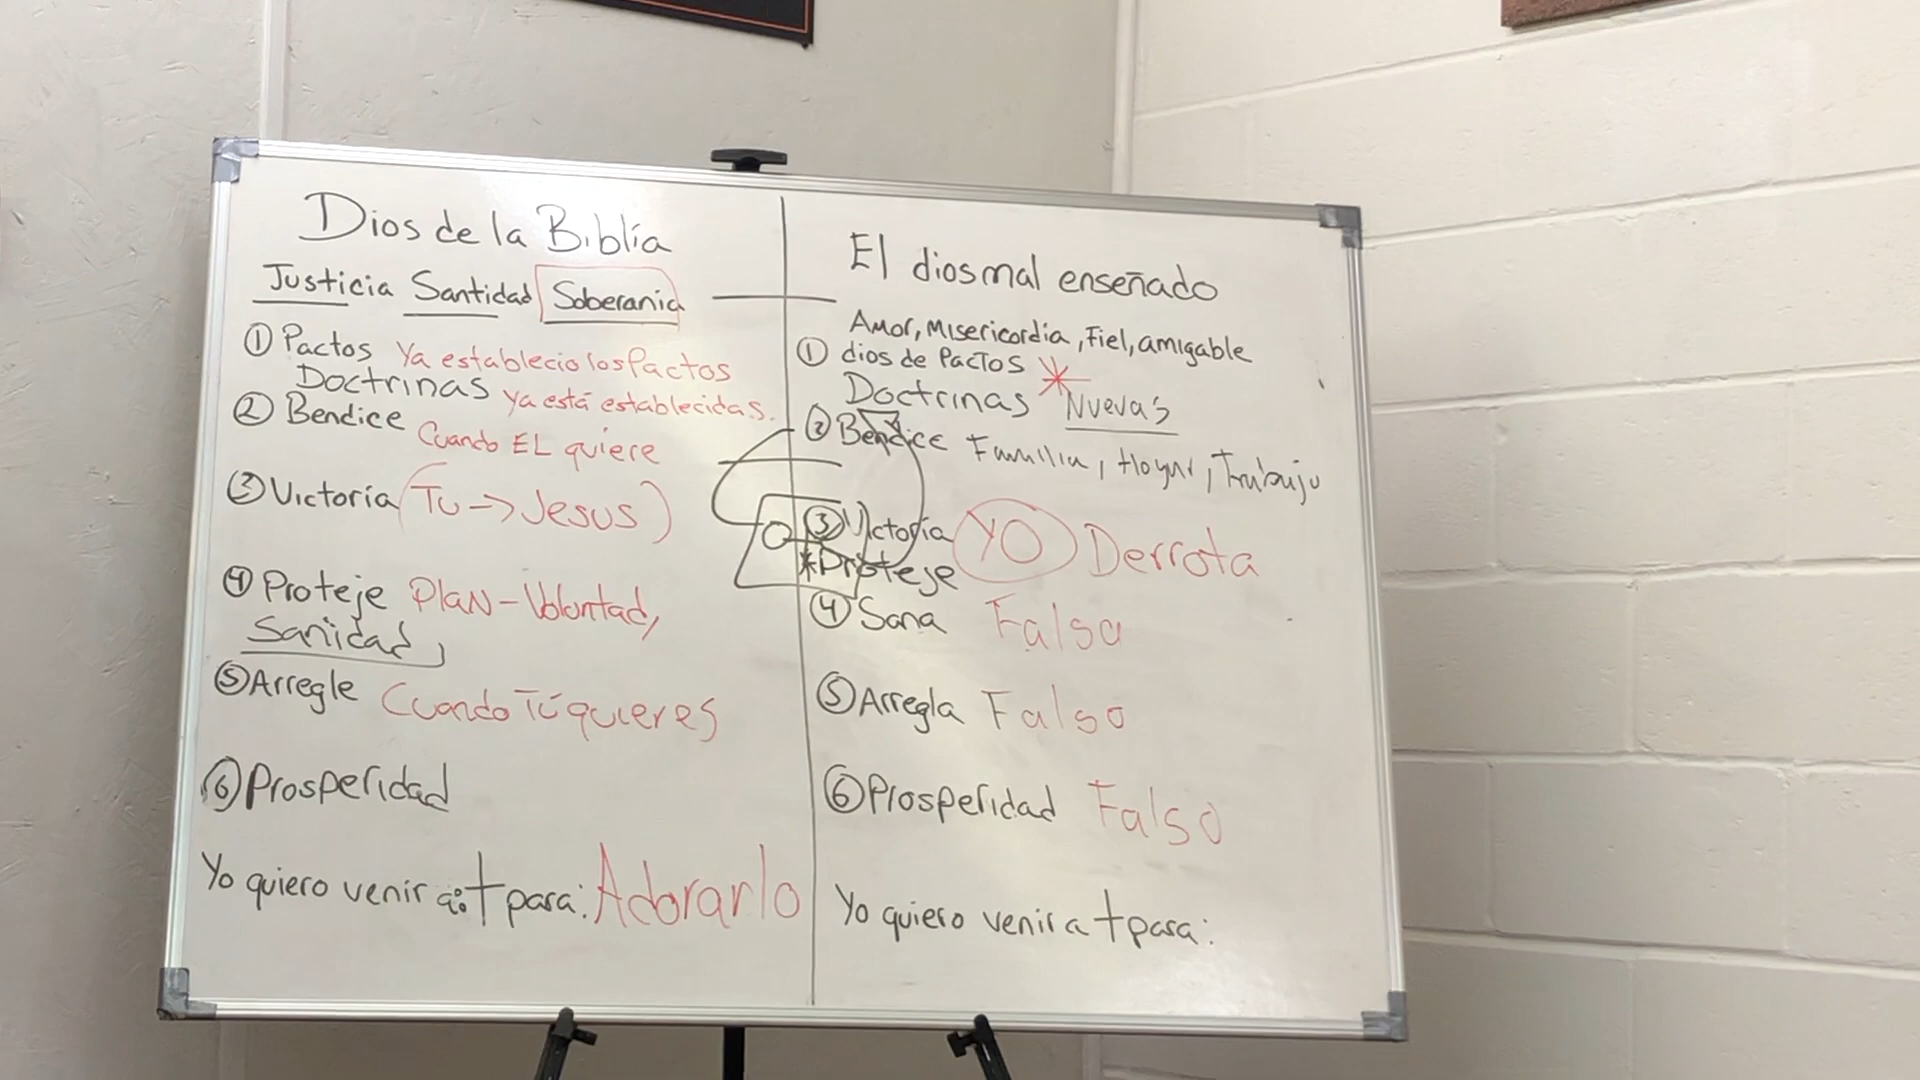 Dios de la Biblia
Justicia Santidad Soberania
① Pactos Ya establecio los Pactos
Doctrinas ya está establecidas.
② Bendice Cuando EL quiere
③ Victoria (Tu -> Jesus)
④ Proteje Plan - Voluntad,
Sanidad,
⑤ Arregle Cuando Tú quieres
⑥ Prosperidad
Yo quiero venir a: † para: Adorarlo
El dios mal enseñado
Amor, Misericordia, Fiel, amigable
① dios de Pactos *
Doctrinas Nuevas
② Bendice Familia, Hogar, Trabajo
③ Victoria YO Derrota
*Proteje
④ Sana Falsa
⑤ Arregla Falso
⑥ Prosperidad Falso
Yo quiero venir a † para: